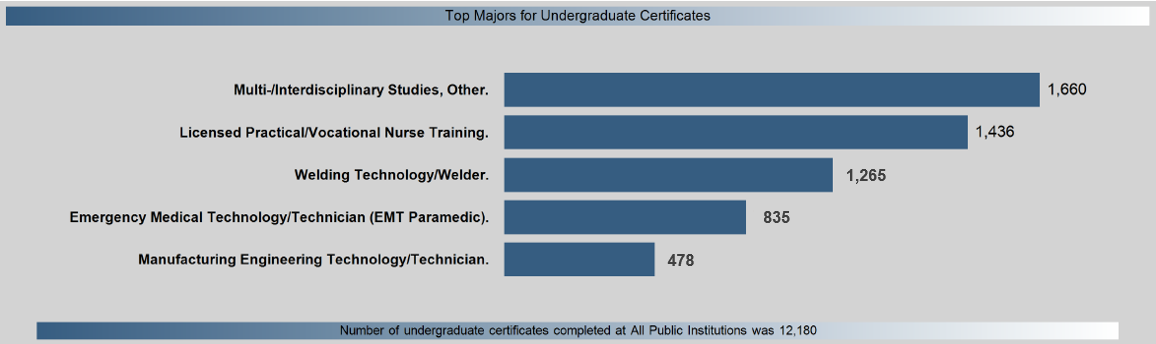 Top Majors for Undergraduate Certificates
Multi-/Interdisciplinary Studies, Other. 1,660
Licensed Practical/Vocational Nurse Training. 1,436
Welding Technology/Welder. 1,265
Emergency Medical Technology/Technician (EMT Paramedic). 835
Manufacturing Engineering Technology/Technician. 478
Number of undergraduate certificates completed at All Public Institutions was 12,180